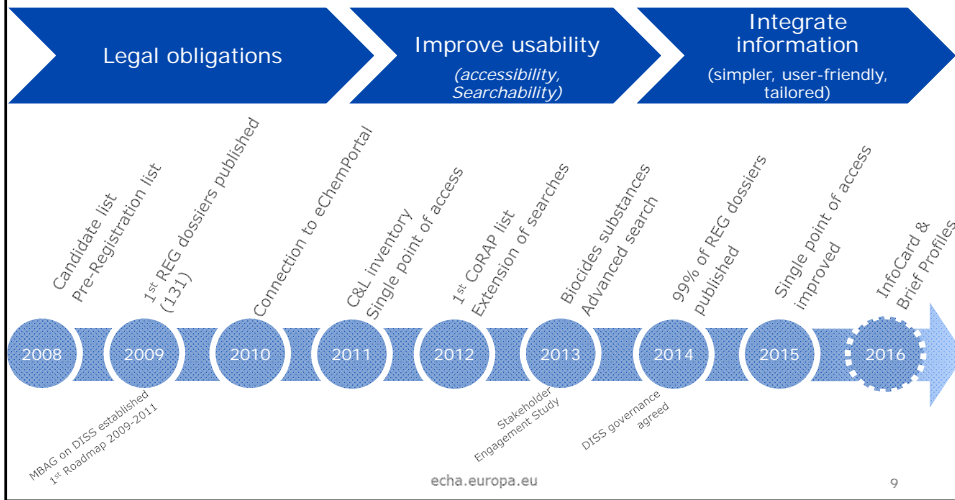 Legal obligations
Improve usability
(accessibility,
Searchability)
Integrate
information
(simpler, user-friendly,
tailored)
Candidate list
Pre-Registration list
1st REG dossiers published
(131)
Connection to eChemPortal
C&L inventory
Single point of access
1st CoRAP list
Extension of searches
Biocides substances
Advanced search
99% of REG dossiers
published
Single point of access
improved
InfoCard &
Brief Profiles
2008
2009
2010
2011
2012
2013
2014
2015
2016
MBAG on DISS established
1st Roadmap 2009-2011
Stakeholder
Engagement Study
DISS governance
agreed
echa.europa.eu
9